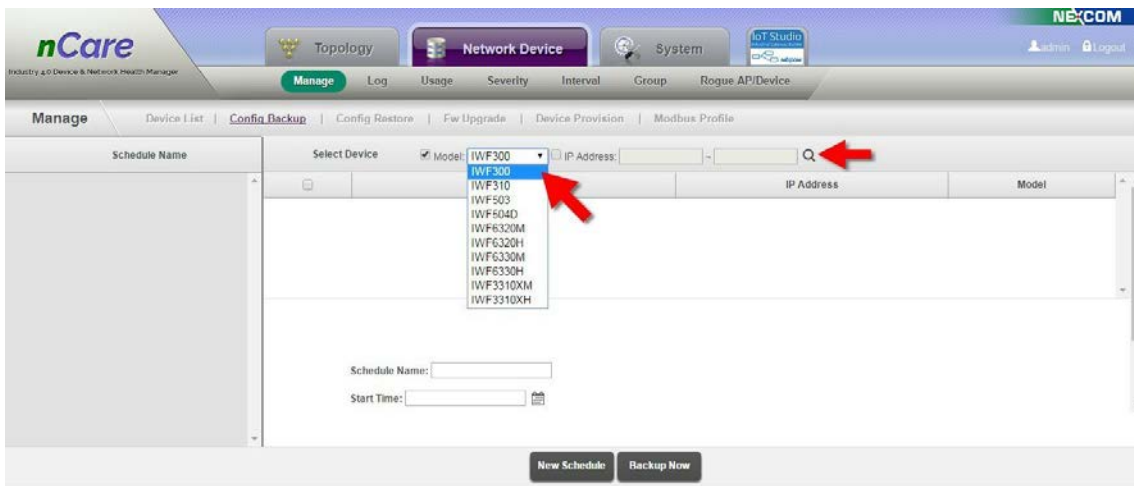 NEXCOM
nCare
Industry 4.0 Device & Network Health Manager
Topology Network Device System IoT Studio
admin Logout
Manage Log Usage Severity Interval Group Rogue AP/Device
Manage Device List | Config Backup | Config Restore | Fw Upgrade | Device Provision | Modbus Profile
Schedule Name Select Device Model: IWF300 IP Address: ~
IP Address Model
IWF300
IWF310
IWF503
IWF504D
IWF6320M
IWF6320H
IWF6330M
IWF6330H
IWF3310XM
IWF3310XH
Schedule Name:
Start Time:
New Schedule Backup Now